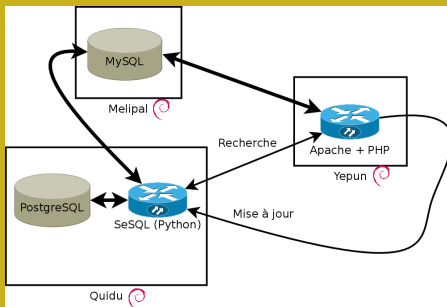 MySQL
Melipal
Recherche
Apache + PHP
Yepun
PostgreSQL
SeSQL (Python)
Mise à jour
Quidu